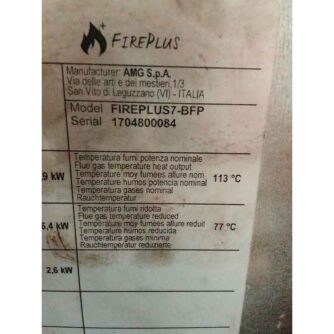 FIREPLUS
Manufacturer: AMG S.p.A.
Via delle arti e dei mestieri,1/3
San Vito di Leguzzano (VI) - ITALIA
Model FIREPLUS7-BFP
Serial 1704800084
Temperatura fumi potenza nominale
Flue gas temperature heat output
,9 kW Temperature moy fumées allure nom 113 °C
Temperatura humos potencia nominal
Temperatura gases nominal
Rauchtemperatur
Temperatura fumi ridotta
Flue gas temperature reduced
5,4 kW Temperature moy fumées allure reduit 77 °C
Temperatura humos reducida
Temperatura gases minima
Rauchtemperatur reduzierte
2,6 kW